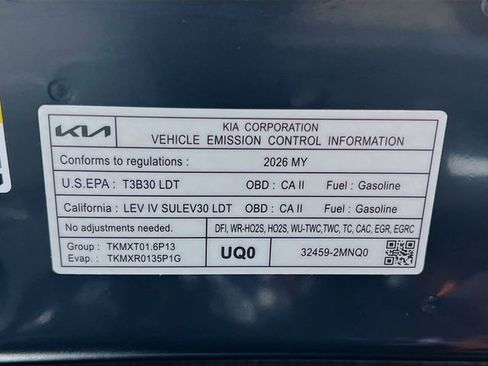 KIA
KIA CORPORATION
VEHICLE EMISSION CONTROL INFORMATION
Conforms to regulations : 2026 MY
U.S.EPA : T3B30 LDT OBD : CA II Fuel : Gasoline
California : LEV IV SULEV30 LDT OBD : CA II Fuel : Gasoline
No adjustments needed. DFI, WR-HO2S, HO2S, WU-TWC,TWC, TC, CAC, EGR, EGRC
Group : TKMXT01.6P13
Evap. : TKMXR0135P1G
UQ0
32459-2MNQ0